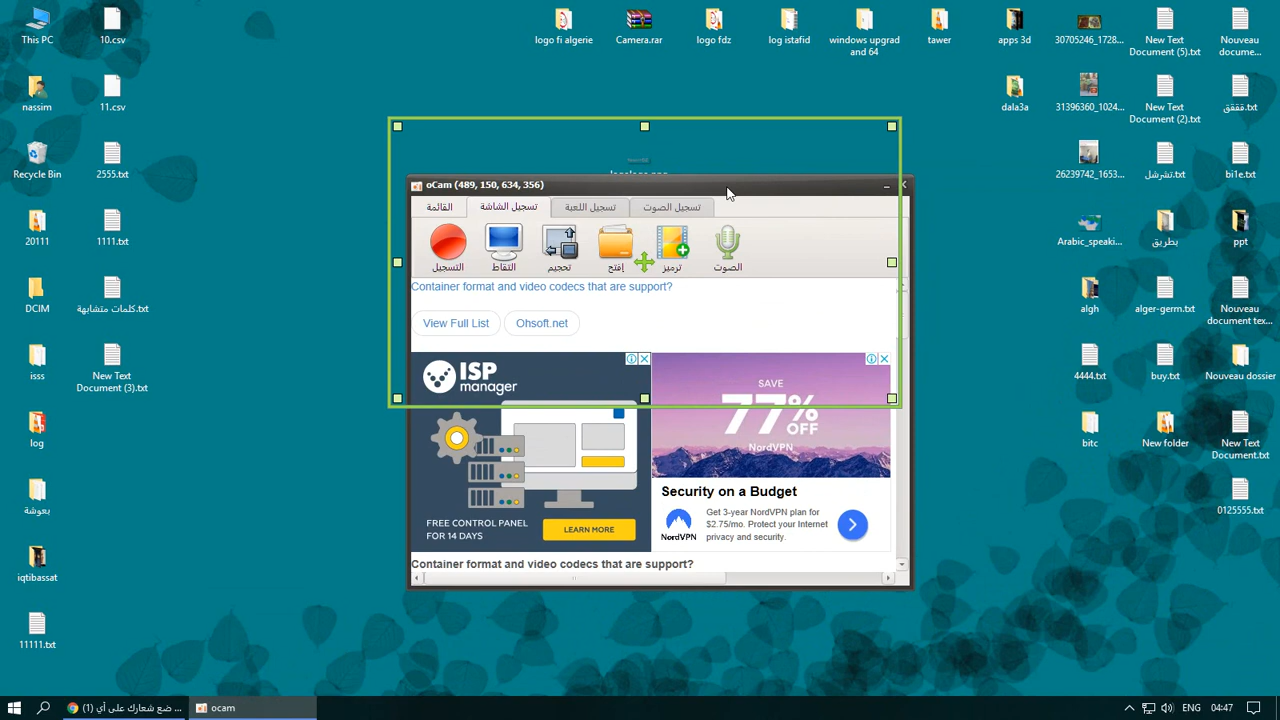 This PC
10.csv
logo fi algerie
Camera.rar
logo fdz
log istafid
windows upgrad and 64
tawer
apps 3d
30705246_1728...
New Text Document (5).txt
Nouveau docume...
nassim
11.csv
dala3a
31396360_1024...
New Text Document (2).txt
ققققق.txt
Recycle Bin
2555.txt
26239742_1653...
تشرشل.txt
bi1e.txt
20111
1111.txt
Arabic_speaki...
بطريق
ppt
DCIM
كلمات متشابهة.txt
algh
alger-germ.txt
Nouveau document tex...
isss
New Text Document (3).txt
4444.txt
buy.txt
Nouveau dossier
log
bitc
New folder
New Text Document.txt
بعوشة
0125555.txt
iqtibassat
11111.txt
oCam (489, 150, 634, 356)
القائمة
تسجيل الشاشة
تسجيل اللعبة
تسجيل الصوت
التسجيل
التقاط
تحجيم
إفتح
ترميز
الصوت
Container format and video codecs that are support?
View Full List
Ohsoft.net
ISP manager
FREE CONTROL PANEL
FOR 14 DAYS
LEARN MORE
SAVE
77% OFF
NordVPN
Security on a Budget
NordVPN
Get 3-year NordVPN plan for
$2.75/mo. Protect your Internet
privacy and security.
Container format and video codecs that are support?
ضع شعارك على أي (1) ...
ocam
ENG
04:47